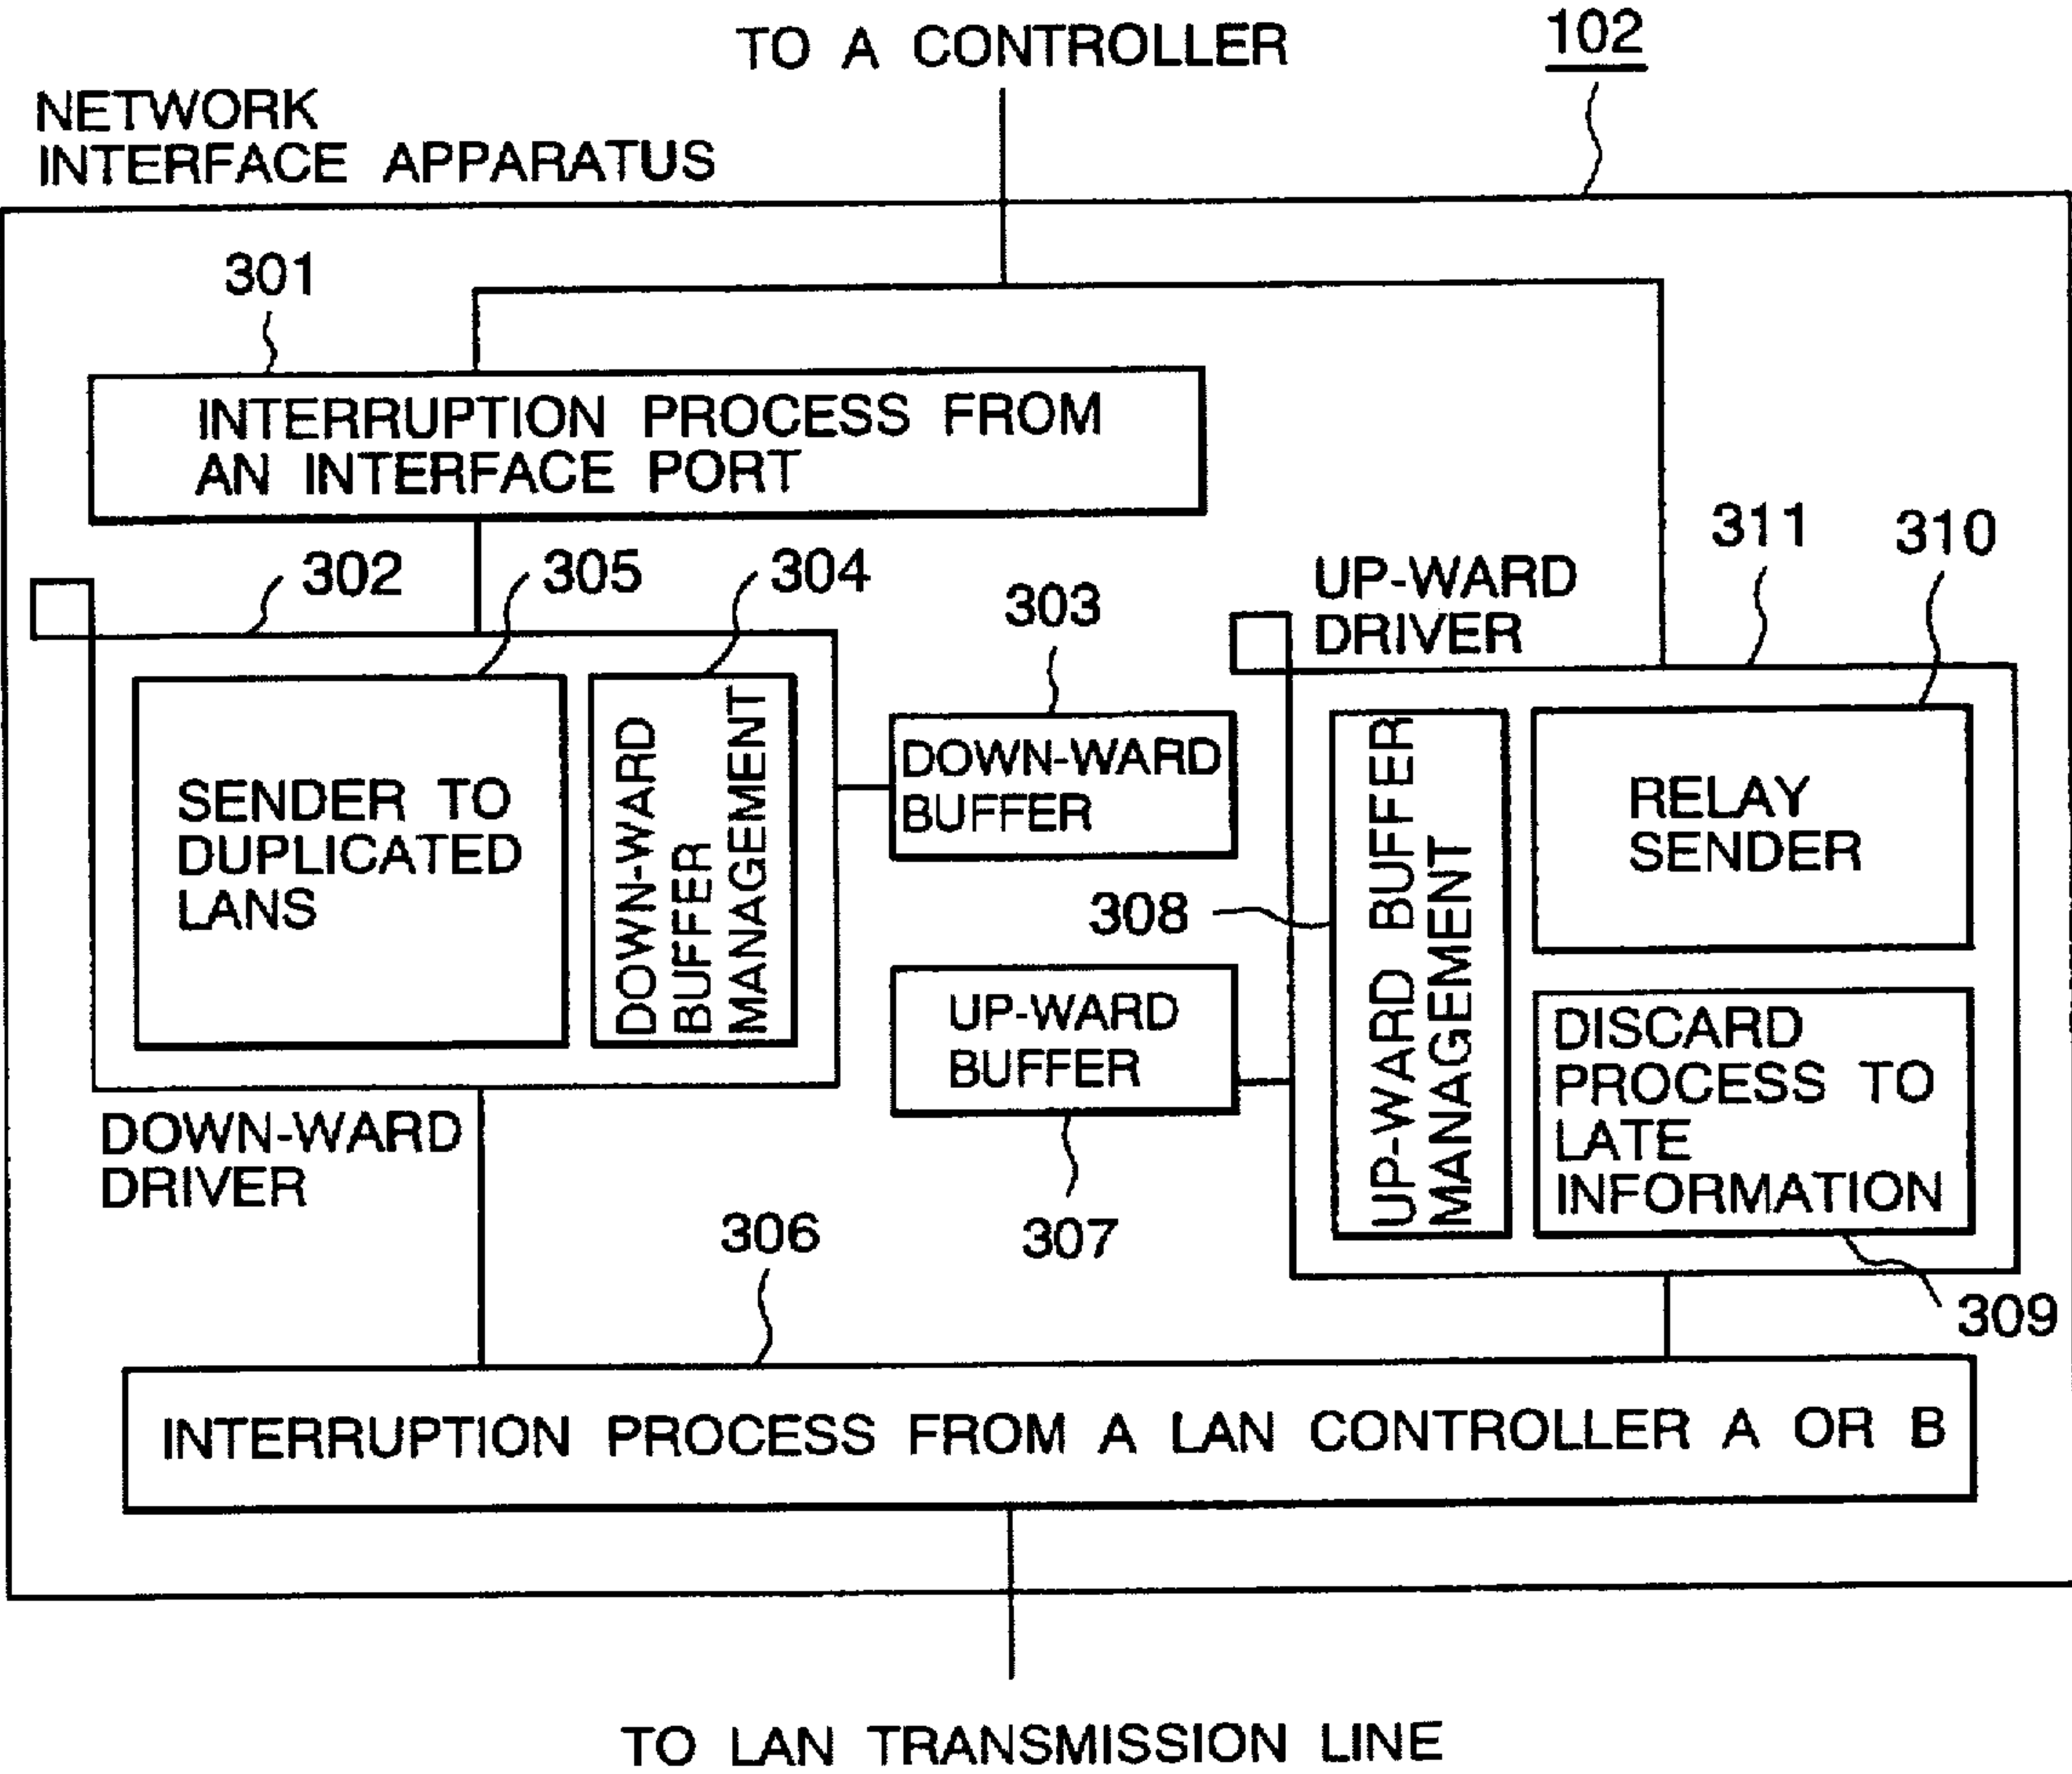 TO A CONTROLLER
102
NETWORK
INTERFACE APPARATUS
301
INTERRUPTION PROCESS FROM
AN INTERFACE PORT
302
305
304
303
UP-WARD
DRIVER
311
310
SENDER TO
DUPLICATED
LANS
DOWN-WARD
BUFFER
MANAGEMENT
DOWN-WARD
BUFFER
308
UP-WARD BUFFER
MANAGEMENT
RELAY
SENDER
UP-WARD
BUFFER
DISCARD
PROCESS TO
LATE
INFORMATION
DOWN-WARD
DRIVER
306
307
309
INTERRUPTION PROCESS FROM A LAN CONTROLLER A OR B
TO LAN TRANSMISSION LINE